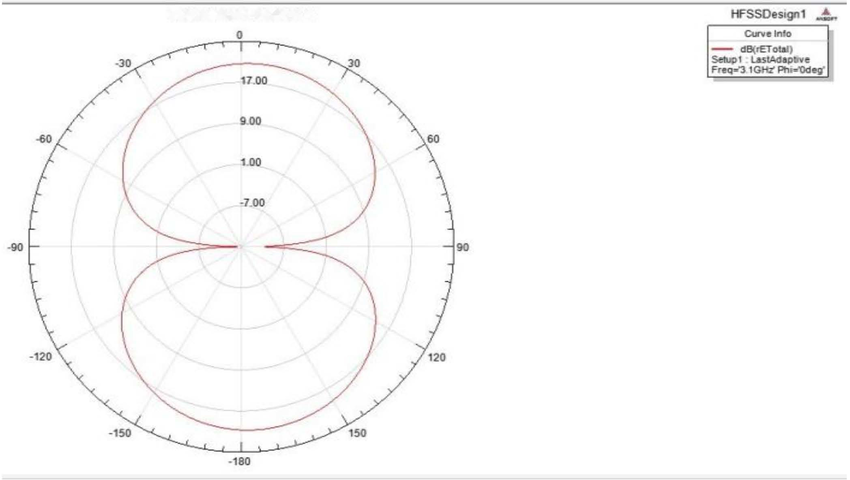 HFSSDesign1
ANSOFT
Curve Info
dB(rETotal)
Setup1 : LastAdaptive
Freq='3.1GHz' Phi='0deg'
0
-30
30
17.00
9.00
-60
60
1.00
-7.00
-90
90
-120
120
-150
150
-180